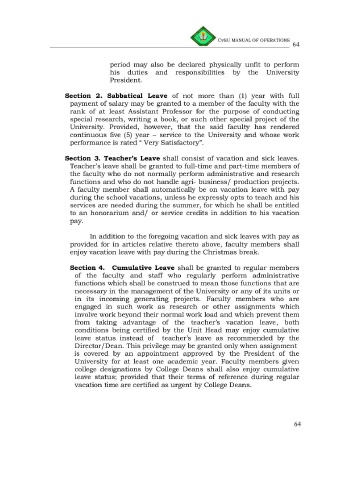 CvSU MANUAL OF OPERATIONS
64
period may also be declared physically unfit to perform
his duties and responsibilities by the University
President.
Section 2. Sabbatical Leave of not more than (1) year with full
payment of salary may be granted to a member of the faculty with the
rank of at least Assistant Professor for the purpose of conducting
special research, writing a book, or such other special project of the
University. Provided, however, that the said faculty has rendered
continuous five (5) year – service to the University and whose work
performance is rated “ Very Satisfactory”.
Section 3. Teacher’s Leave shall consist of vacation and sick leaves.
Teacher’s leave shall be granted to full-time and part-time members of
the faculty who do not normally perform administrative and research
functions and who do not handle agri- business/ production projects.
A faculty member shall automatically be on vacation leave with pay
during the school vacations, unless he expressly opts to teach and his
services are needed during the summer, for which he shall be entitled
to an honorarium and/ or service credits in addition to his vacation
pay.
In addition to the foregoing vacation and sick leaves with pay as
provided for in articles relative thereto above, faculty members shall
enjoy vacation leave with pay during the Christmas break.
Section 4. Cumulative Leave shall be granted to regular members
of the faculty and staff who regularly perform administrative
functions which shall be construed to mean those functions that are
necessary in the management of the University or any of its units or
in its incoming generating projects. Faculty members who are
engaged in such work as research or other assignments which
involve work beyond their normal work load and which prevent them
from taking advantage of the teacher’s vacation leave, both
conditions being certified by the Unit Head may enjoy cumulative
leave status instead of teacher’s leave as recommended by the
Director/Dean. This privilege may be granted only when assignment
is covered by an appointment approved by the President of the
University for at least one academic year. Faculty members given
college designations by College Deans shall also enjoy cumulative
leave status; provided that their terms of reference during regular
vacation time are certified as urgent by College Deans.
64